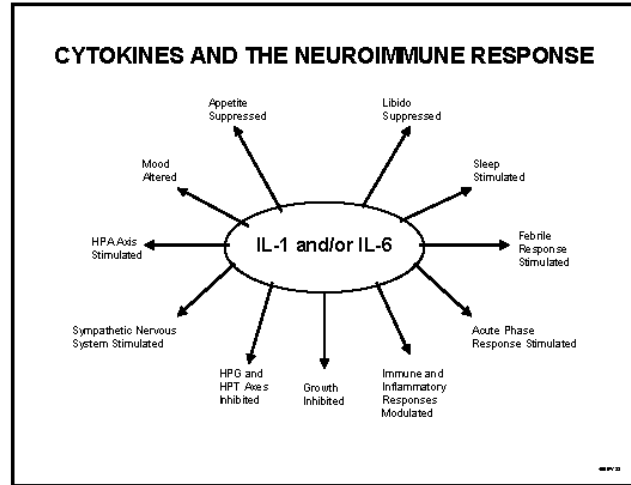 CYTOKINES AND THE NEUROIMMUNE RESPONSE
Appetite
Suppressed
Libido
Suppressed
Mood
Altered
Sleep
Stimulated
HPA Axis
Stimulated
IL-1 and/or IL-6
Febrile
Response
Stimulated
Sympathetic Nervous
System Stimulated
Acute Phase
Response Stimulated
HPG and
HPT Axes
Inhibited
Growth
Inhibited
Immune and
Inflammatory
Responses
Modulated